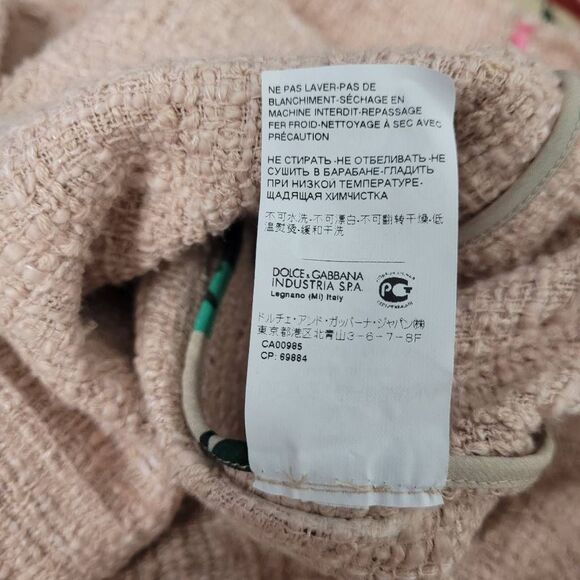 NE PAS LAVER-PAS DE
BLANCHIMENT-SÉCHAGE EN
MACHINE INTERDIT-REPASSAGE
FER FROID-NETTOYAGE À SEC AVEC
PRÉCAUTION
НЕ СТИРАТЬ-НЕ ОТБЕЛИВАТЬ-НЕ
СУШИТЬ В БАРАБАНЕ-ГЛАДИТЬ
ПРИ НИЗКОЙ ТЕМПЕРАТУРЕ-
ЩАДЯЩАЯ ХИМЧИСТКА
不可水洗-不可漂白-不可翻转干燥-低
温熨烫-缓和干洗
DOLCE & GABBANA
INDUSTRIA S.P.A.
Legnano (Mi) Italy
ドルチェ・アンド・ガッバーナ・ジャパン(株)
東京都港区北青山3-6-7-8F
CA00985
CP: 69884